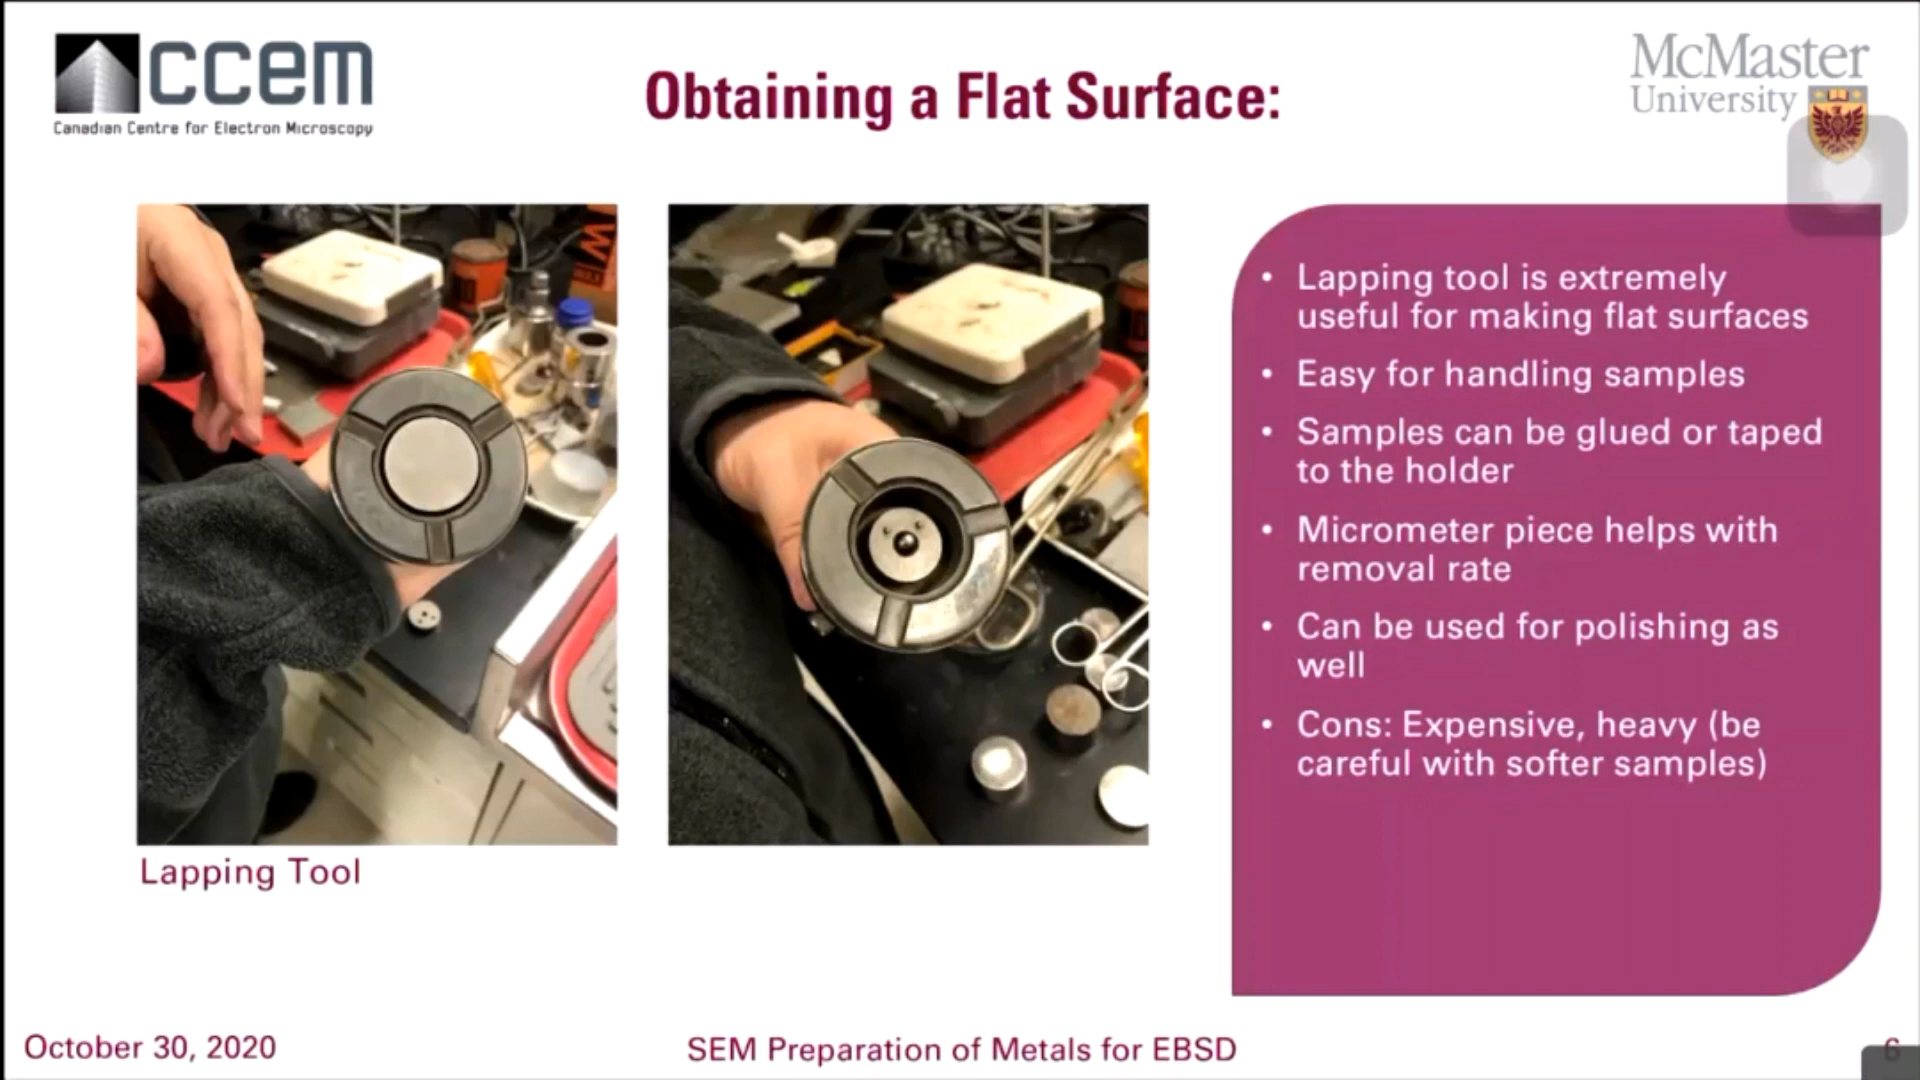 ccem
Canadian Centre for Electron Microscopy
Obtaining a Flat Surface:
McMaster
University
Lapping Tool
• Lapping tool is extremely
useful for making flat surfaces
• Easy for handling samples
• Samples can be glued or taped
to the holder
• Micrometer piece helps with
removal rate
• Can be used for polishing as
well
• Cons: Expensive, heavy (be
careful with softer samples)
October 30, 2020
SEM Preparation of Metals for EBSD
6